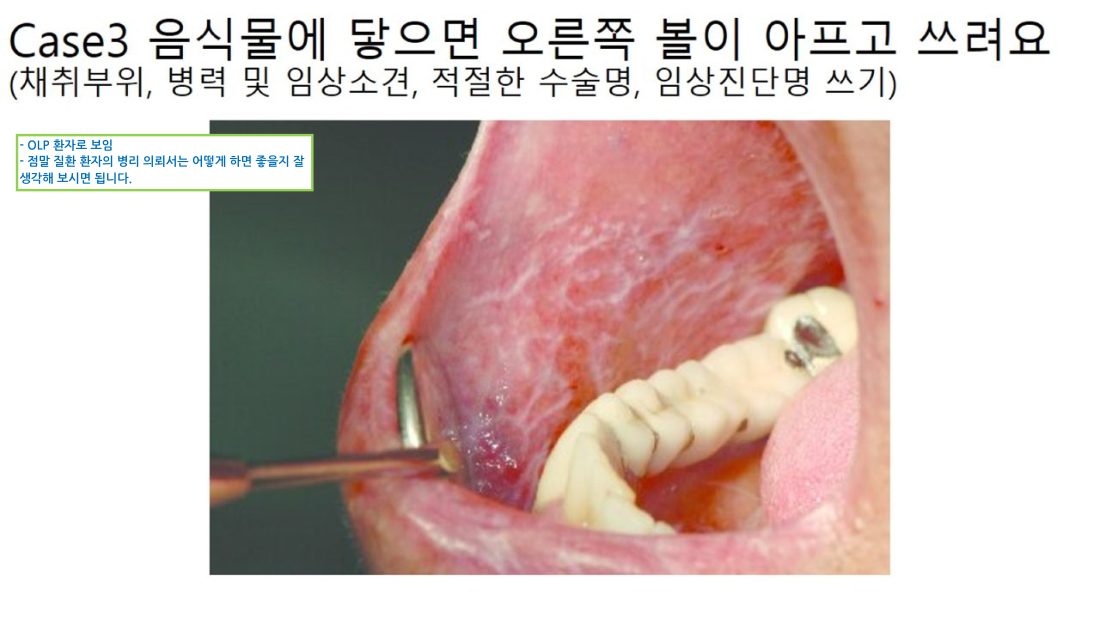 Case3 음식물에 닿으면 오른쪽 볼이 아프고 쓰려요
(채취부위, 병력 및 임상소견, 적절한 수술명, 임상진단명 쓰기)
- OLP 환자로 보임
- 점말 질환 환자의 병리 의뢰서는 어떻게 하면 좋을지 잘
생각해 보시면 됩니다.